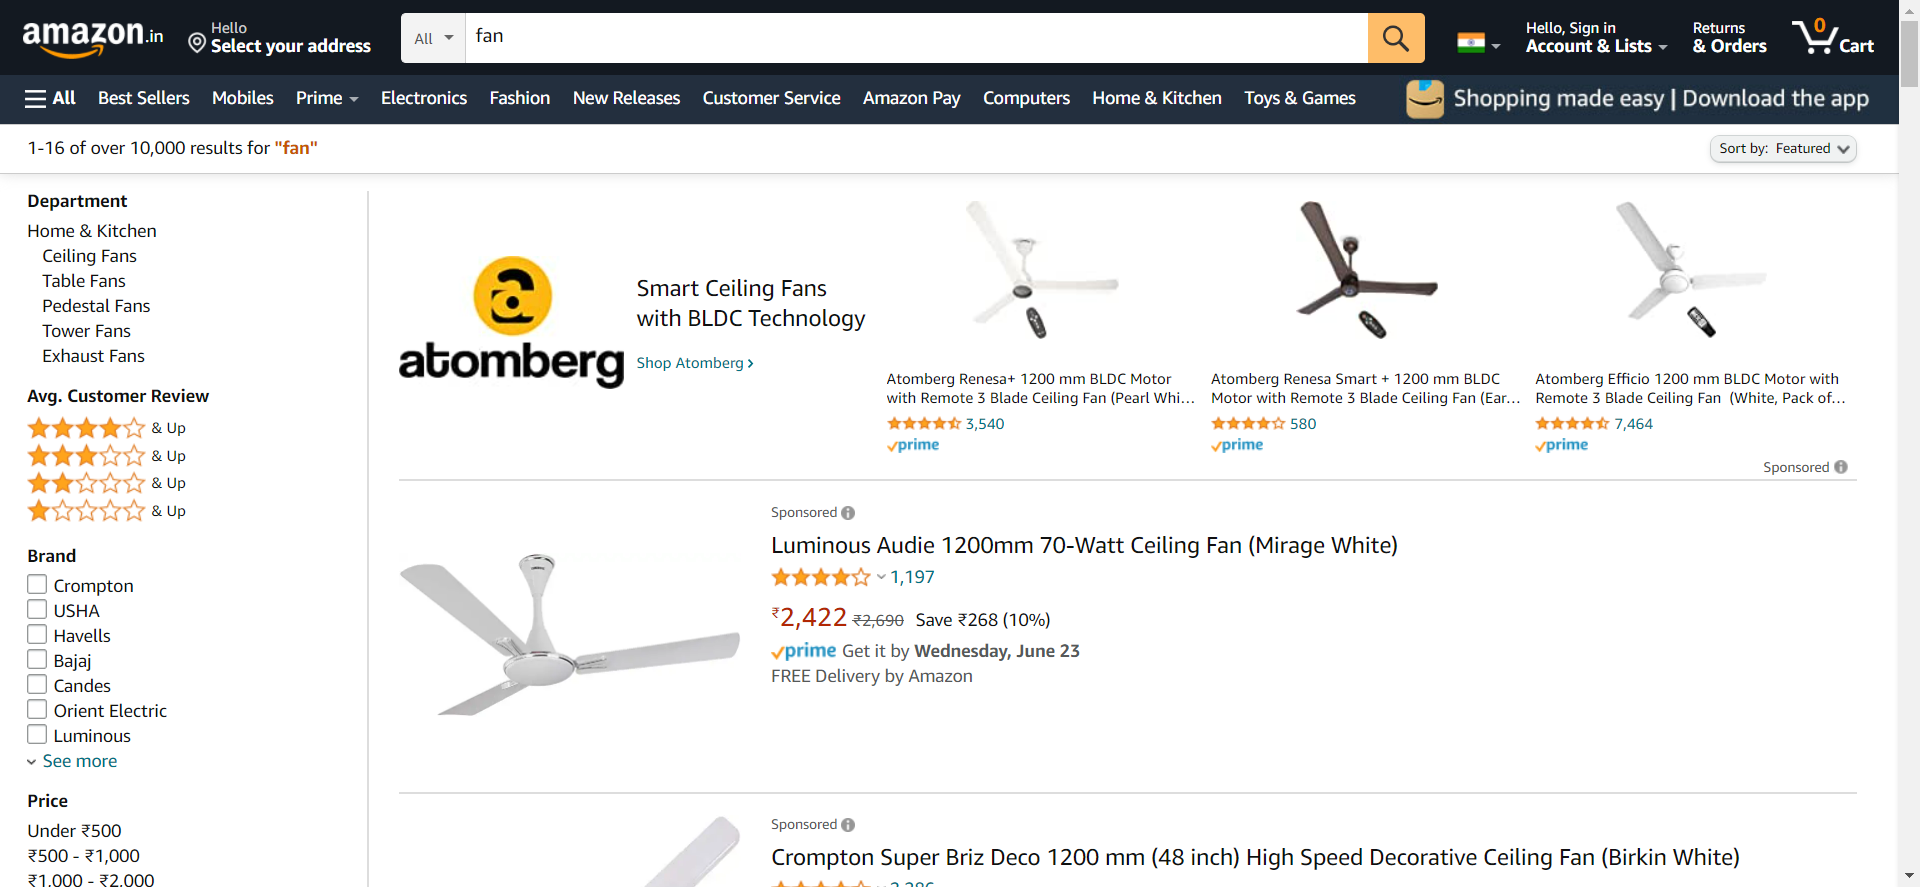 amazon.in
Hello
Select your address
All
fan
Hello, Sign in
Account & Lists
Returns
& Orders
0
Cart
All
Best Sellers
Mobiles
Prime
Electronics
Fashion
New Releases
Customer Service
Amazon Pay
Computers
Home & Kitchen
Toys & Games
Shopping made easy | Download the app
1-16 of over 10,000 results for "fan"
Sort by: Featured
Department
Home & Kitchen
Ceiling Fans
Table Fans
Pedestal Fans
Tower Fans
Exhaust Fans
Avg. Customer Review
& Up
& Up
& Up
& Up
Brand
Crompton
USHA
Havells
Bajaj
Candes
Orient Electric
Luminous
See more
Price
Under ₹500
₹500 - ₹1,000
₹1,000 - ₹2,000
a
atomberg
Smart Ceiling Fans
with BLDC Technology
Shop Atomberg ›
Atomberg Renesa+ 1200 mm BLDC Motor
with Remote 3 Blade Ceiling Fan (Pearl Whi...
3,540
prime
Atomberg Renesa Smart + 1200 mm BLDC
Motor with Remote 3 Blade Ceiling Fan (Ear...
580
prime
Atomberg Efficio 1200 mm BLDC Motor with
Remote 3 Blade Ceiling Fan (White, Pack of...
7,464
prime
Sponsored
Sponsored
Luminous Audie 1200mm 70-Watt Ceiling Fan (Mirage White)
1,197
₹2,422 ₹2,690 Save ₹268 (10%)
prime Get it by Wednesday, June 23
FREE Delivery by Amazon
Sponsored
Crompton Super Briz Deco 1200 mm (48 inch) High Speed Decorative Ceiling Fan (Birkin White)